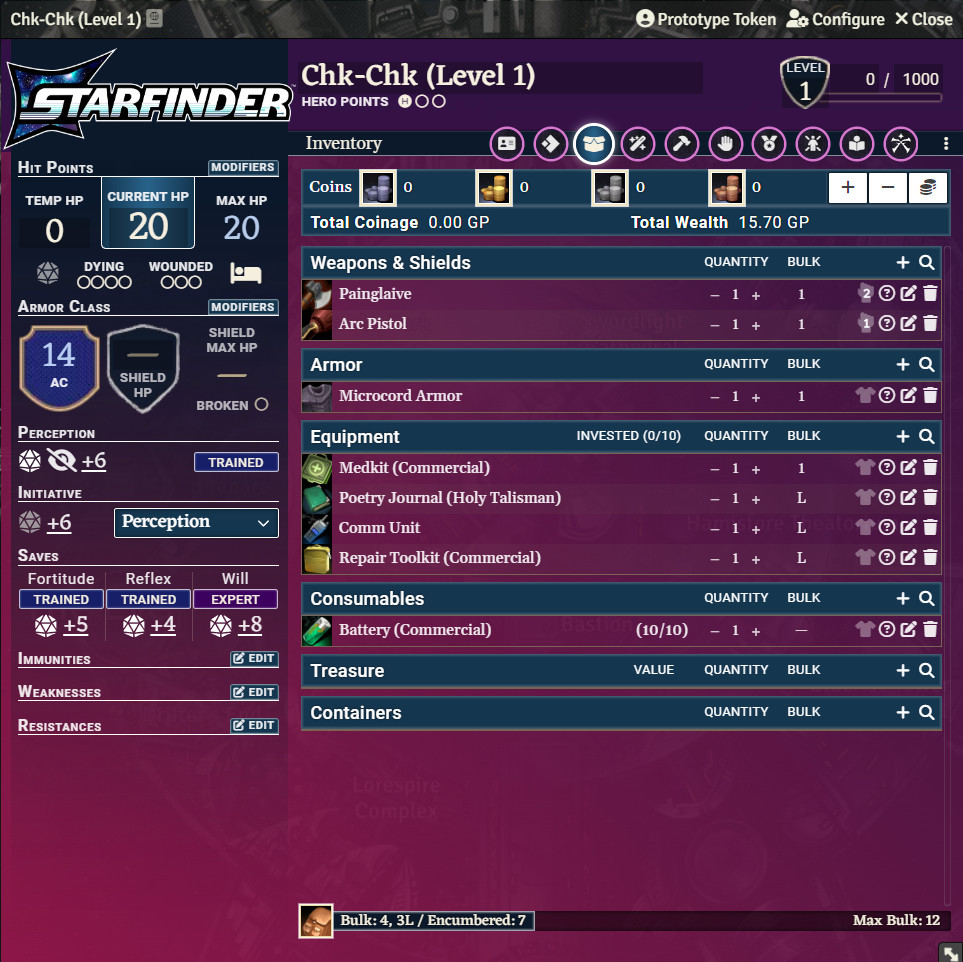 Chk-Chk (Level 1)
Prototype Token Configure Close
STARFINDER
Chk-Chk (Level 1)
HERO POINTS H
LEVEL
1
0 / 1000
Inventory
HIT POINTS MODIFIERS
TEMP HP CURRENT HP MAX HP
0 20 20
DYING WOUNDED
ARMOR CLASS MODIFIERS
14
AC
SHIELD
HP
SHIELD
MAX HP
BROKEN
PERCEPTION
+6 TRAINED
INITIATIVE
+6 Perception
SAVES
Fortitude Reflex Will
TRAINED TRAINED EXPERT
+5 +4 +8
IMMUNITIES EDIT
WEAKNESSES EDIT
RESISTANCES EDIT
Coins 0 0 0 0 + −
Total Coinage 0.00 GP Total Wealth 15.70 GP
Weapons & Shields QUANTITY BULK +
Painglaive − 1 + 1 2
Arc Pistol − 1 + 1 1
Armor QUANTITY BULK +
Microcord Armor − 1 + 1
Equipment INVESTED (0/10) QUANTITY BULK +
Medkit (Commercial) − 1 + 1
Poetry Journal (Holy Talisman) − 1 + L
Comm Unit − 1 + L
Repair Toolkit (Commercial) − 1 + L
Consumables QUANTITY BULK +
Battery (Commercial) (10/10) − 1 + —
Treasure VALUE QUANTITY BULK +
Containers QUANTITY BULK +
Lorespire
Complex
Bulk: 4, 3L / Encumbered: 7 Max Bulk: 12